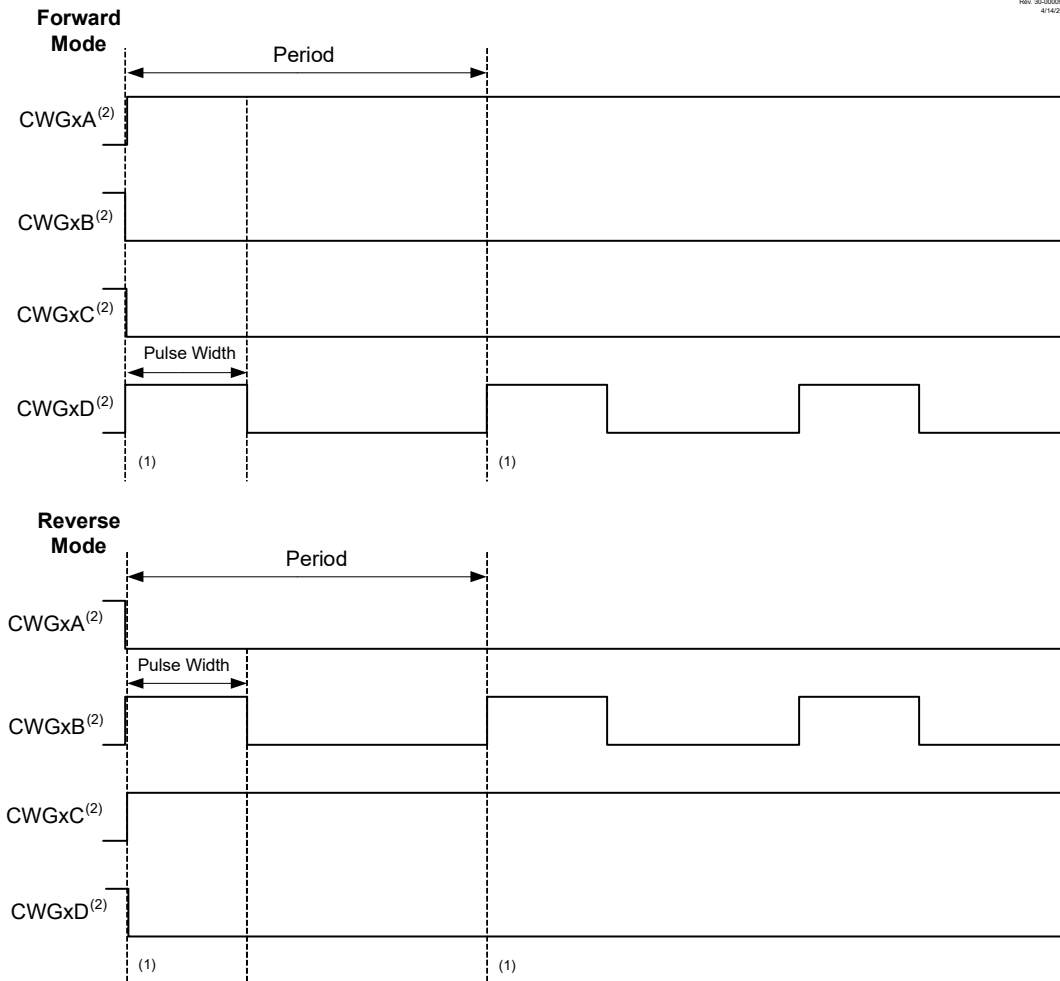 Forward
Mode
Period
CWGxA(2)
CWGxB(2)
CWGxC(2)
Pulse Width
CWGxD(2)
(1) (1)
Reverse
Mode
Period
CWGxA(2)
Pulse Width
CWGxB(2)
CWGxC(2)
CWGxD(2)
(1) (1)